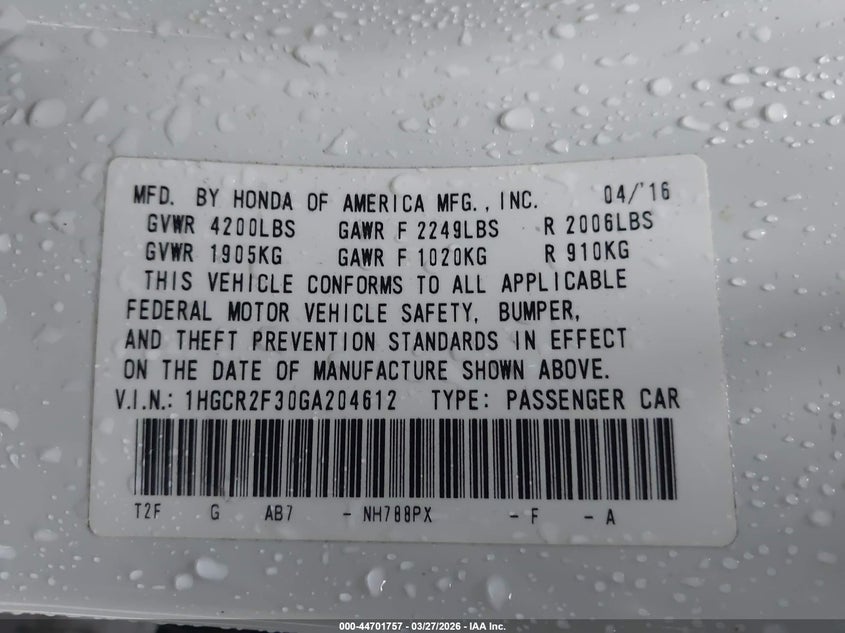 MFD. BY HONDA OF AMERICA MFG., INC. 04/'16
GVWR 4200LBS GAWR F 2249LBS R 2006LBS
GVWR 1905KG GAWR F 1020KG R 910KG
THIS VEHICLE CONFORMS TO ALL APPLICABLE
FEDERAL MOTOR VEHICLE SAFETY, BUMPER,
AND THEFT PREVENTION STANDARDS IN EFFECT
ON THE DATE OF MANUFACTURE SHOWN ABOVE.
V.I.N.: 1HGCR2F30GA204612 TYPE: PASSENGER CAR
T2F G AB7 - NH788PX - F - A
000-44701757 - 03/27/2026 - IAA Inc.